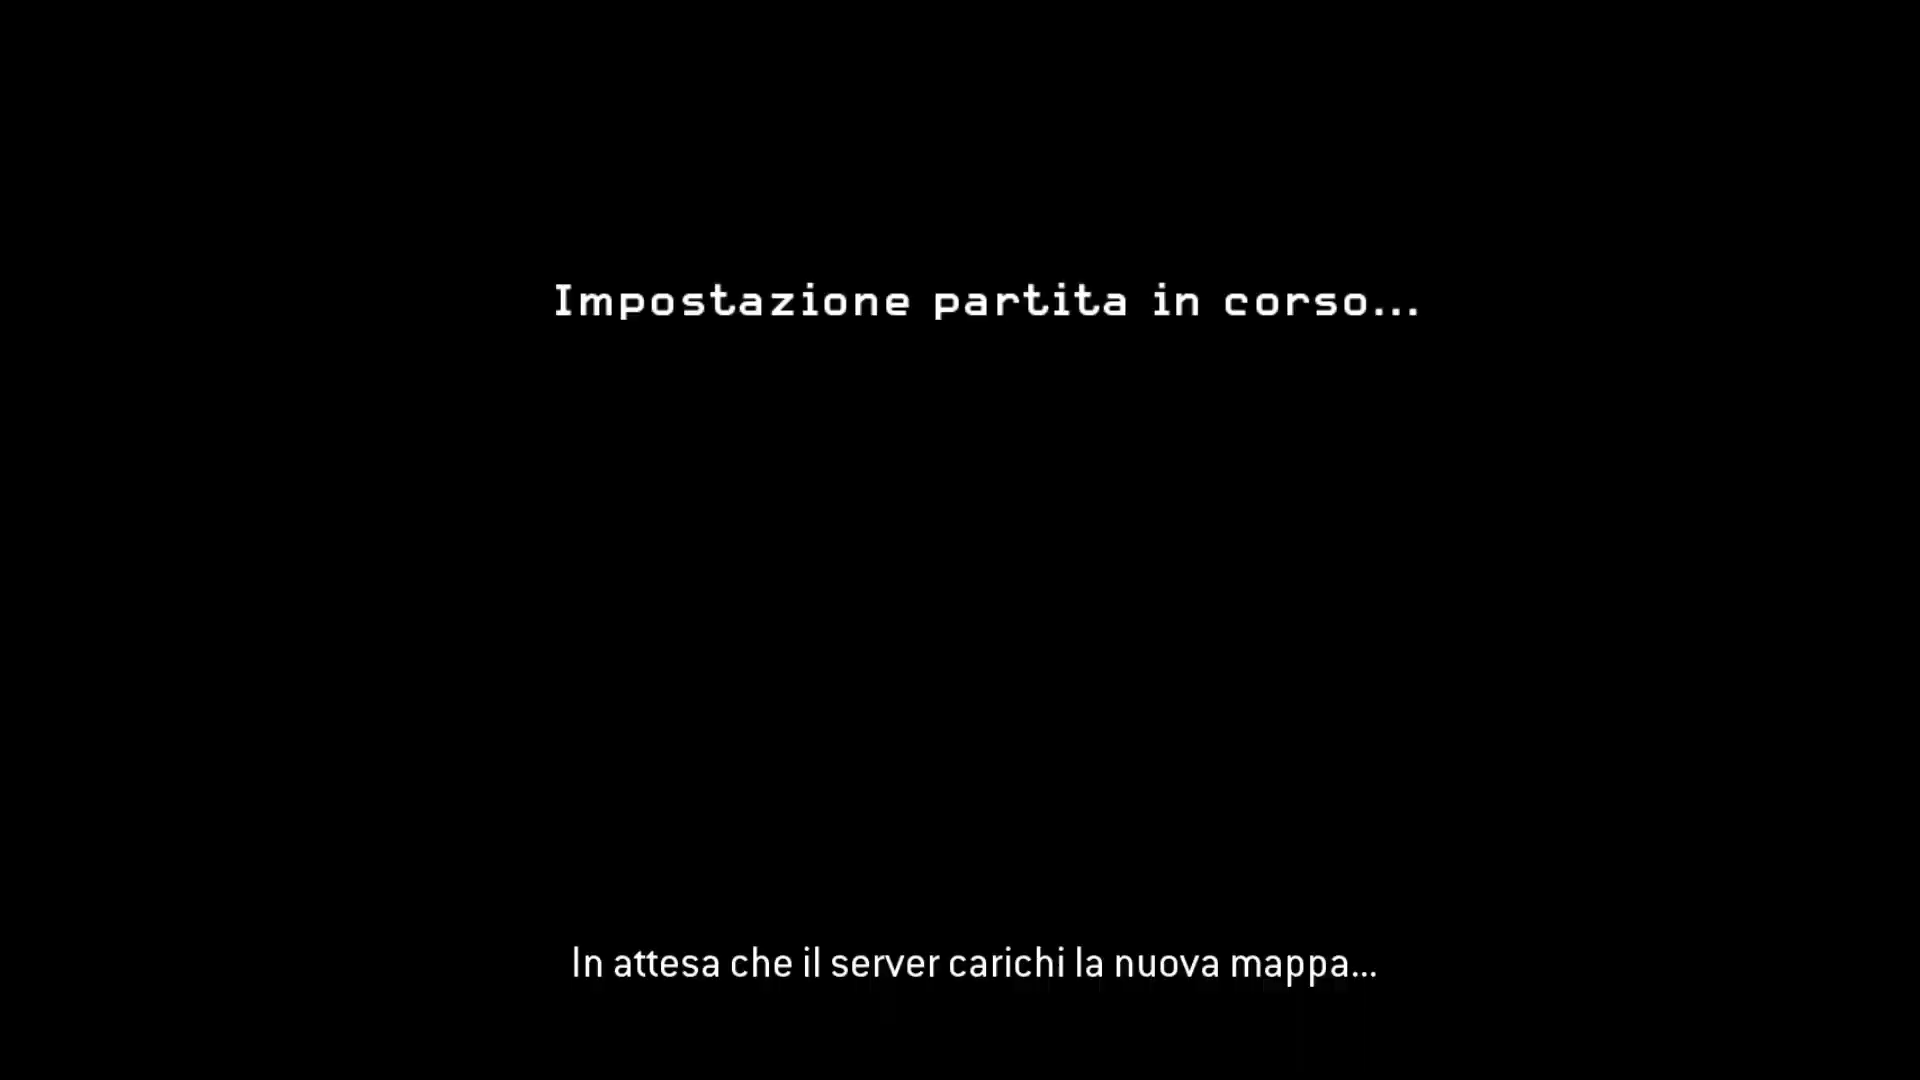 Impostazione partita in corso...
In attesa che il server carichi la nuova mappa...